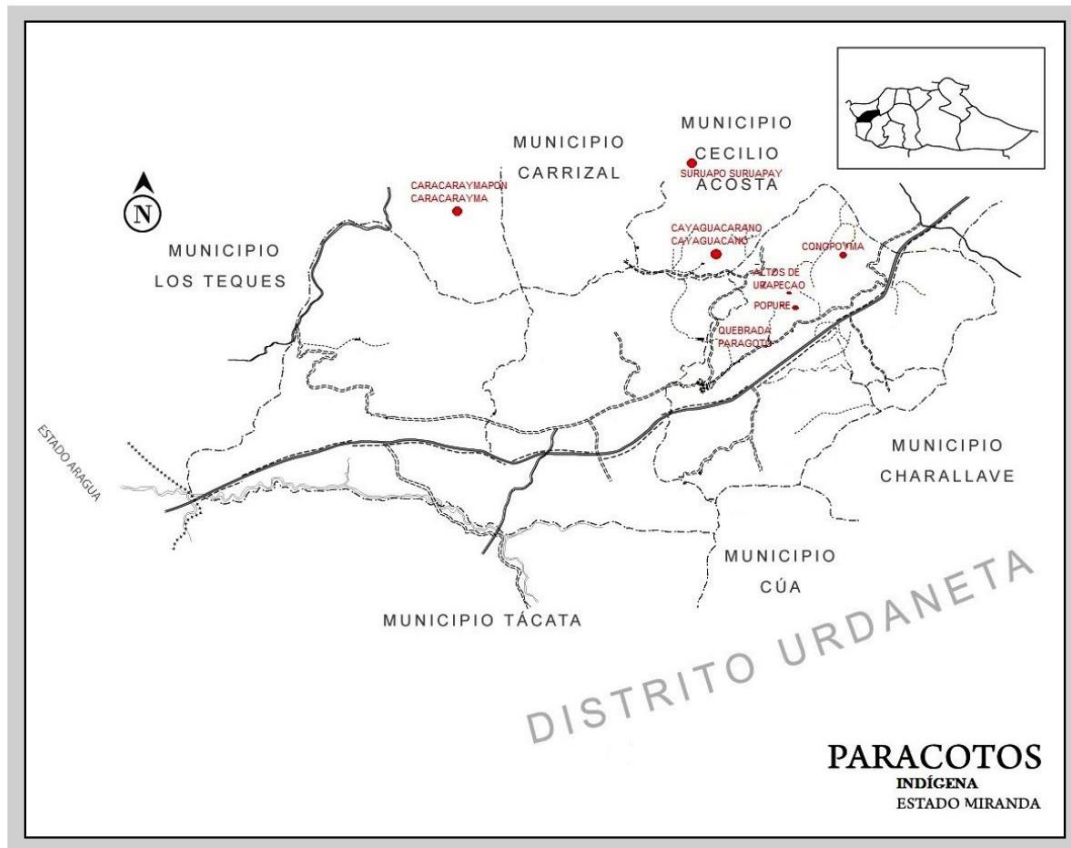 MUNICIPIO
CARRIZAL
MUNICIPIO
CECILIO
ACOSTA
SURUAPO SURUAPAY
CARACARAYMAPON
CARACARAYMA
N
MUNICIPIO
LOS TEQUES
CAYAGUACARANO
CAYAGUACANO
CONOPOYMA
ALTOS DE
URAPECAO
POPURE
QUEBRADA
PARAGOTO
ESTADO ARAGUA
MUNICIPIO
CHARALLAVE
MUNICIPIO
CÚA
MUNICIPIO TÁCATA
DISTRITO URDANETA
PARACOTOS
INDÍGENA
ESTADO MIRANDA